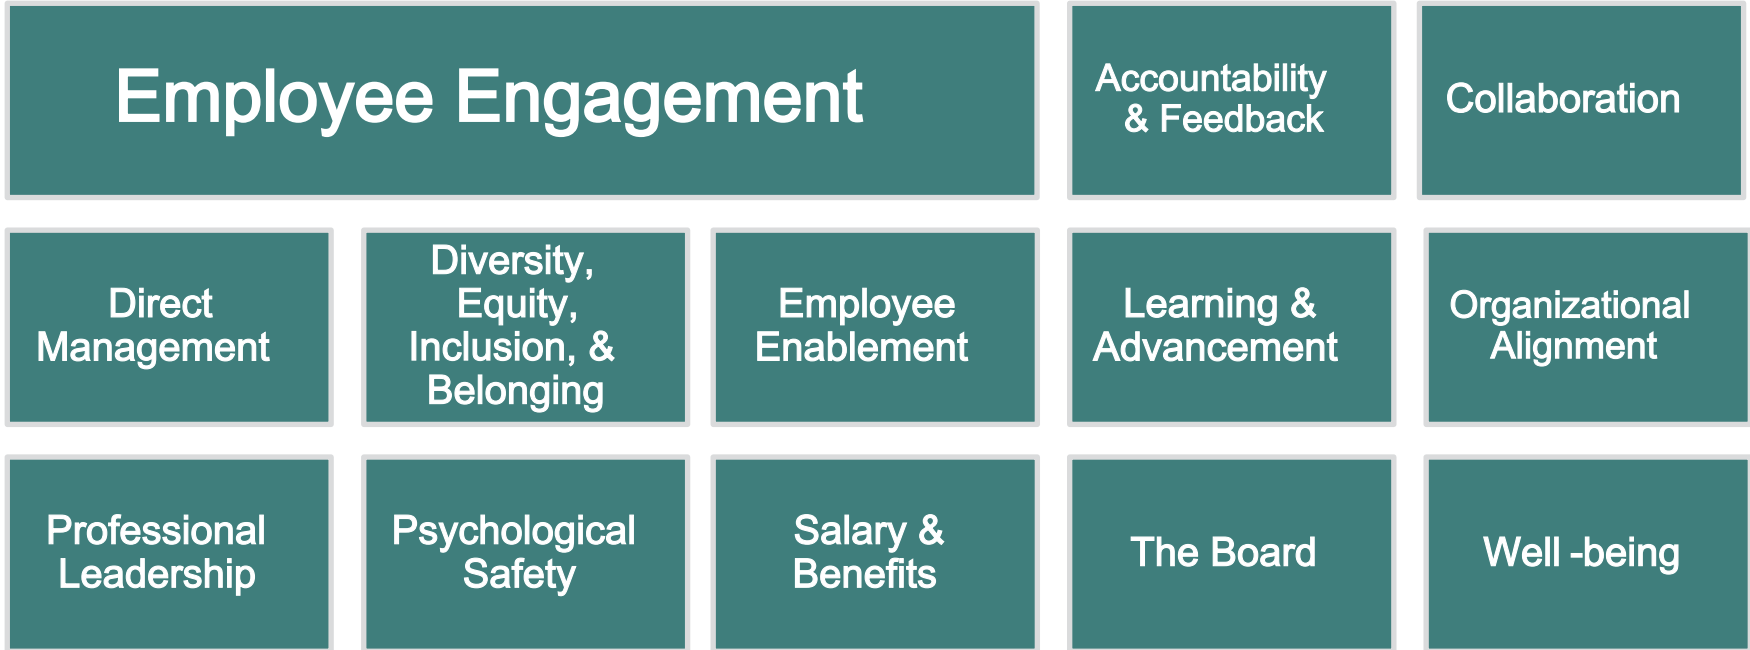 Employee Engagement
Accountability
& Feedback
Collaboration
Direct
Management
Diversity,
Equity,
Inclusion, &
Belonging
Employee
Enablement
Learning &
Advancement
Organizational
Alignment
Professional
Leadership
Psychological
Safety
Salary &
Benefits
The Board
Well -being